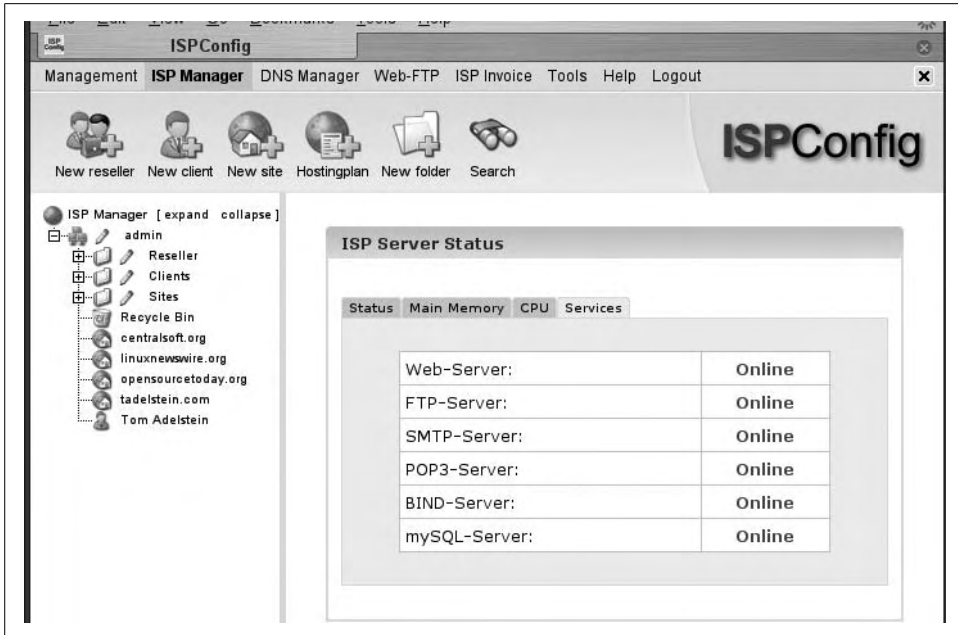 ISPConfig
Management ISP Manager DNS Manager Web-FTP ISP Invoice Tools Help Logout
New reseller New client New site Hostingplan New folder Search
ISPConfig
ISP Manager [ expand collapse ]
admin
Reseller
Clients
Sites
Recycle Bin
centralsoft.org
linuxnewswire.org
opensourcetoday.org
tadelstein.com
Tom Adelstein
ISP Server Status
Status Main Memory CPU Services
Web-Server: Online
FTP-Server: Online
SMTP-Server: Online
POP3-Server: Online
BIND-Server: Online
mySQL-Server: Online